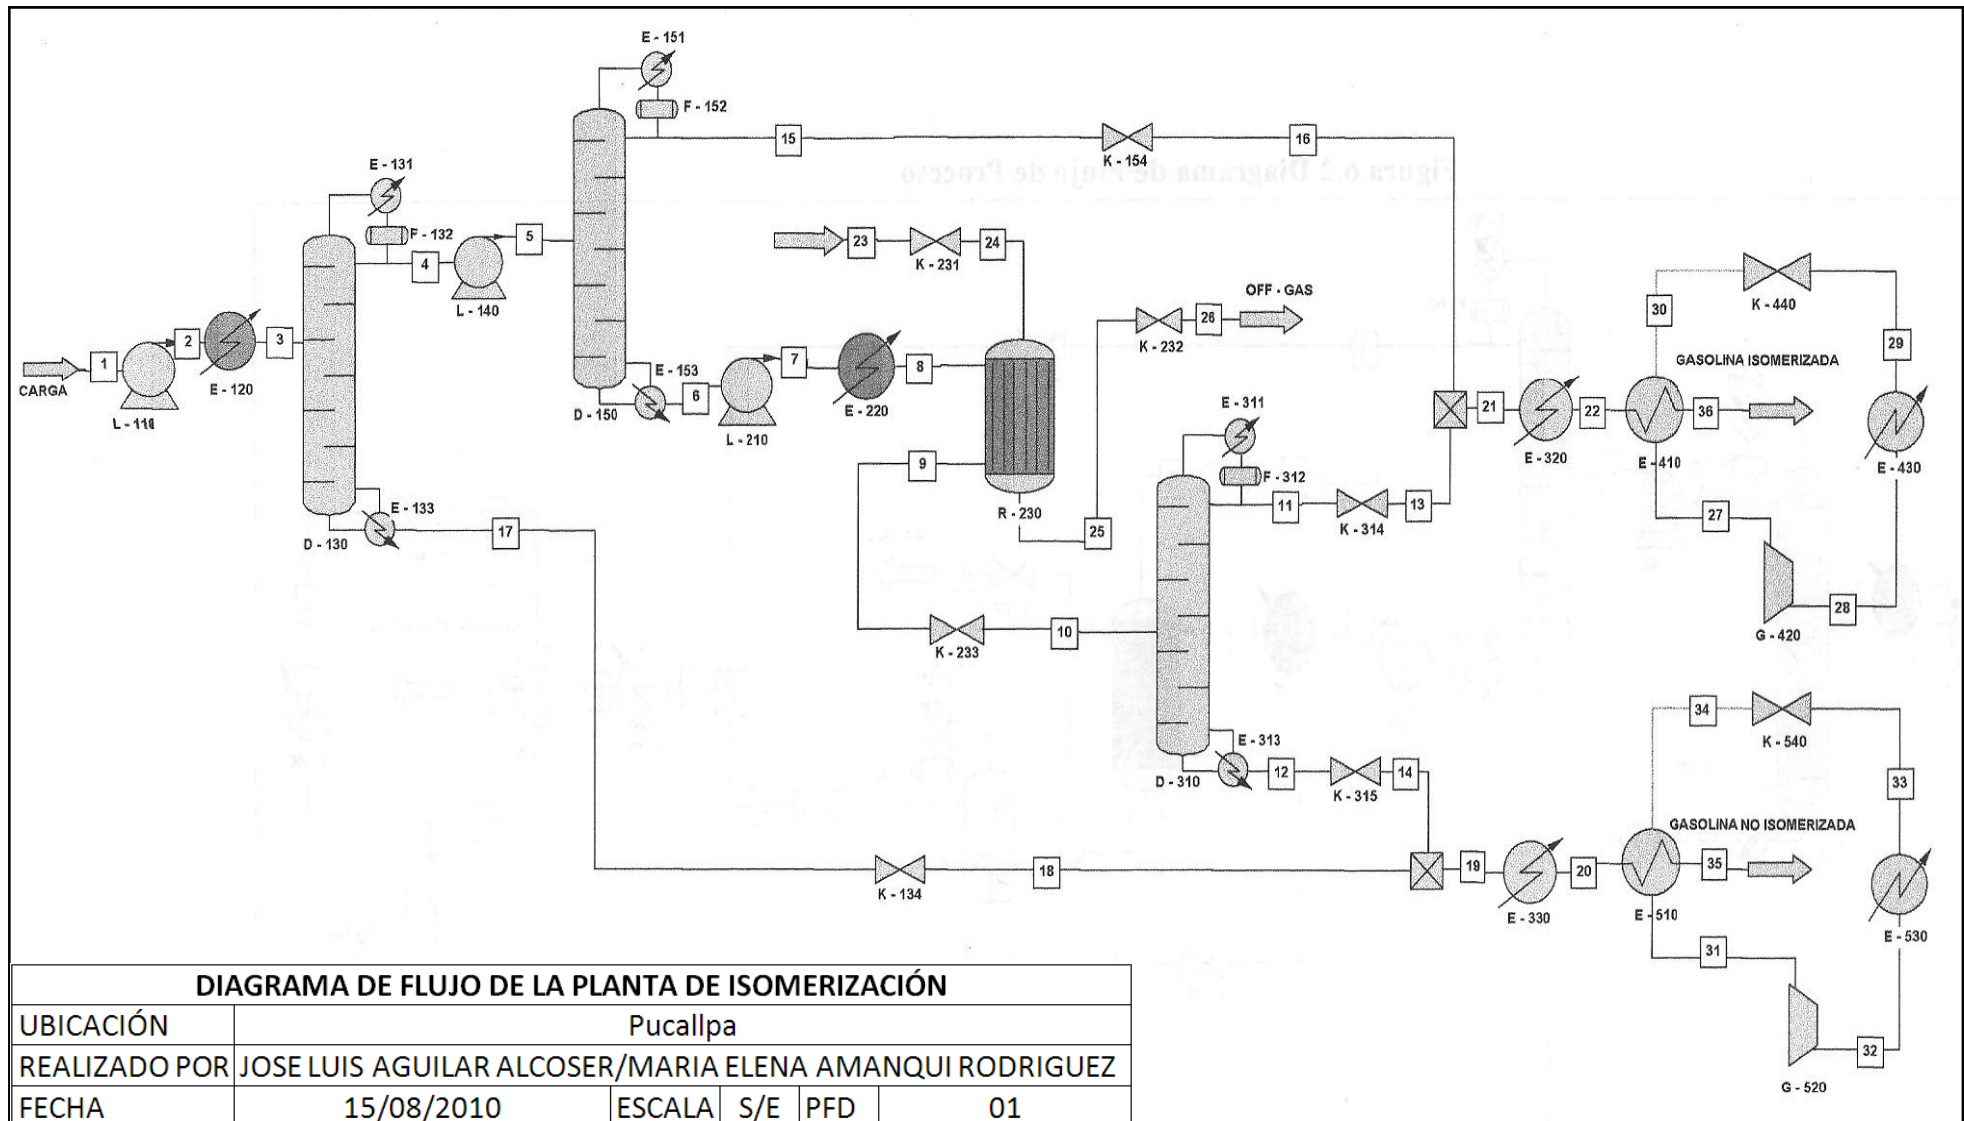 E - 151
F - 152
15
K - 154
16
Figura 6.2 Diagrama de Flujo de Proceso
E - 131
F - 132
4
5
L - 140
23
K - 231
24
OFF - GAS
K - 232
26
30
K - 440
29
GASOLINA ISOMERIZADA
CARGA
1
2
3
L - 110
E - 120
D - 150
E - 153
6
7
L - 210
8
E - 220
9
R - 230
25
E - 311
F - 312
11
K - 314
13
21
22
36
E - 320
E - 410
E - 430
27
28
G - 420
E - 133
D - 130
17
K - 233
10
E - 313
D - 310
12
K - 315
14
34
K - 540
33
GASOLINA NO ISOMERIZADA
K - 134
18
19
20
35
E - 330
E - 510
E - 530
31
32
G - 520
DIAGRAMA DE FLUJO DE LA PLANTA DE ISOMERIZACIÓN
UBICACIÓN Pucallpa
REALIZADO POR JOSE LUIS AGUILAR ALCOSER/MARIA ELENA AMANQUI RODRIGUEZ
FECHA 15/08/2010 ESCALA S/E PFD 01